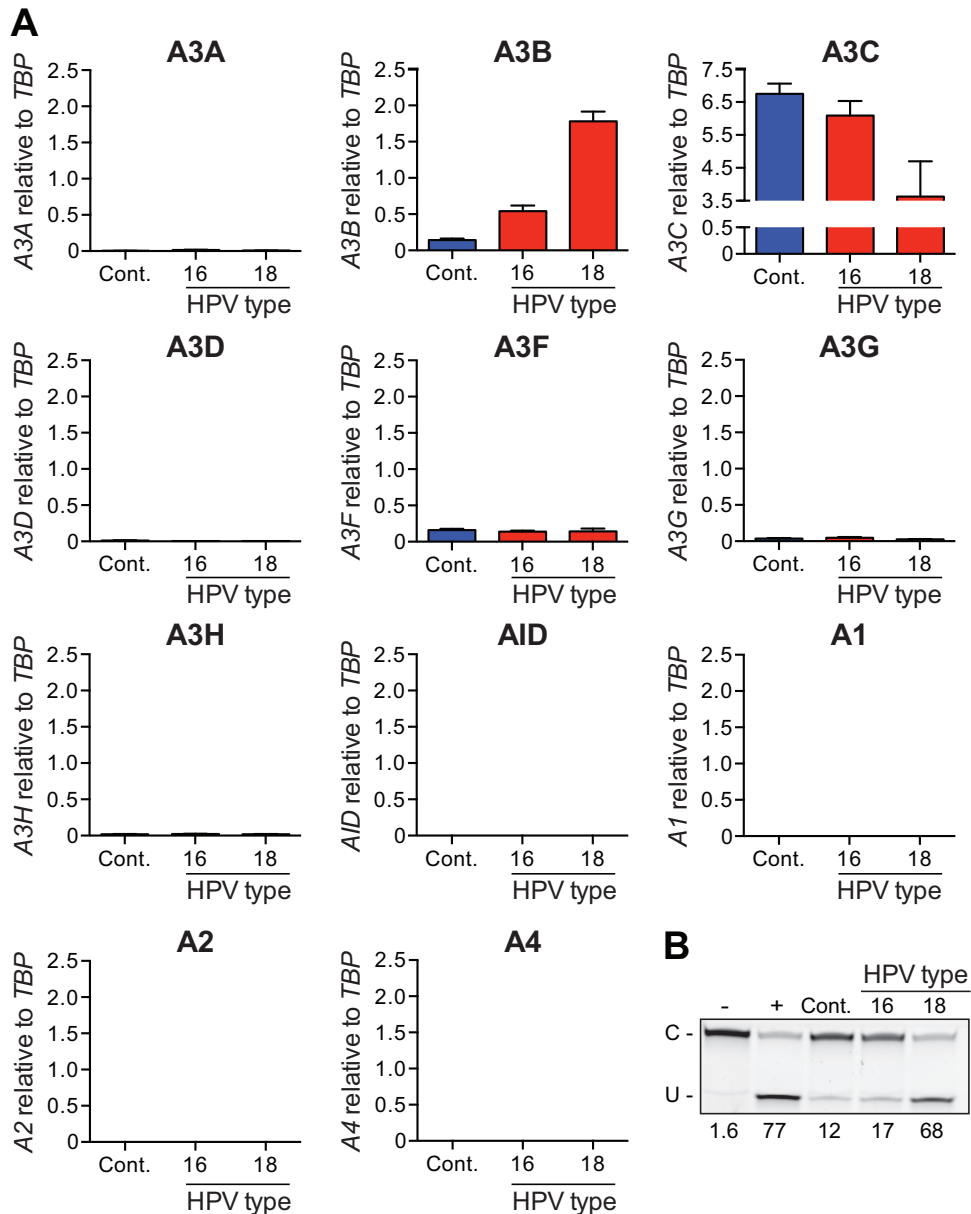 A
A3A
A3A relative to TBP
2.5
2.0
1.5
1.0
0.5
0
Cont. 16 18
HPV type
A3B
A3B relative to TBP
2.5
2.0
1.5
1.0
0.5
0
Cont. 16 18
HPV type
A3C
A3C relative to TBP
7.5
6.5
5.5
4.5
3.5
0.5
0
Cont. 16 18
HPV type
A3D
A3D relative to TBP
2.5
2.0
1.5
1.0
0.5
0
Cont. 16 18
HPV type
A3F
A3F relative to TBP
2.5
2.0
1.5
1.0
0.5
0
Cont. 16 18
HPV type
A3G
A3G relative to TBP
2.5
2.0
1.5
1.0
0.5
0
Cont. 16 18
HPV type
A3H
A3H relative to TBP
2.5
2.0
1.5
1.0
0.5
0
Cont. 16 18
HPV type
AID
AID relative to TBP
2.5
2.0
1.5
1.0
0.5
0
Cont. 16 18
HPV type
A1
A1 relative to TBP
2.5
2.0
1.5
1.0
0.5
0
Cont. 16 18
HPV type
A2
A2 relative to TBP
2.5
2.0
1.5
1.0
0.5
0
Cont. 16 18
HPV type
A4
A4 relative to TBP
2.5
2.0
1.5
1.0
0.5
0
Cont. 16 18
HPV type
B
HPV type
- + Cont. 16 18
C -
U -
1.6 77 12 17 68